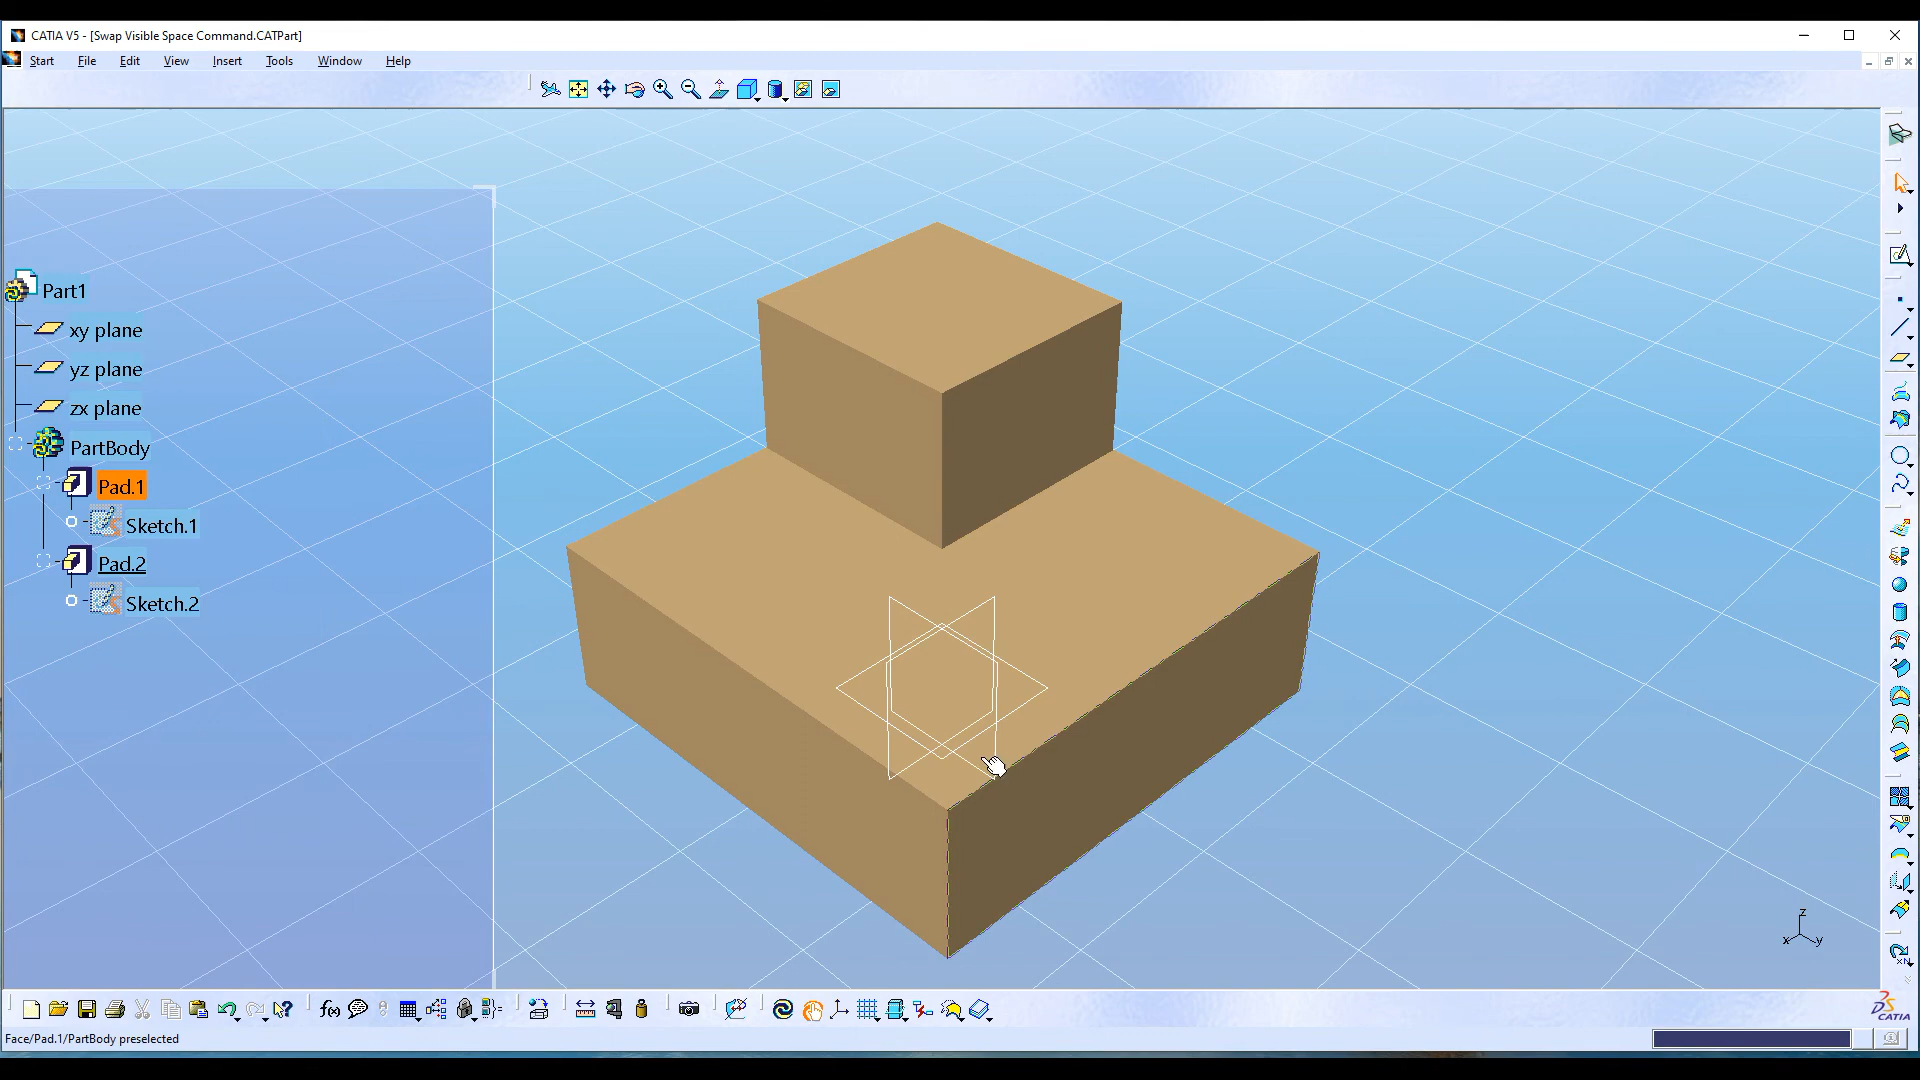 CATIA V5 - [Swap Visible Space Command.CATPart]
Start File Edit View Insert Tools Window Help
Part1
xy plane
yz plane
zx plane
PartBody
Pad.1
Sketch.1
Pad.2
Sketch.2
z
x y
f(x)
CATIA
Face/Pad.1/PartBody preselected